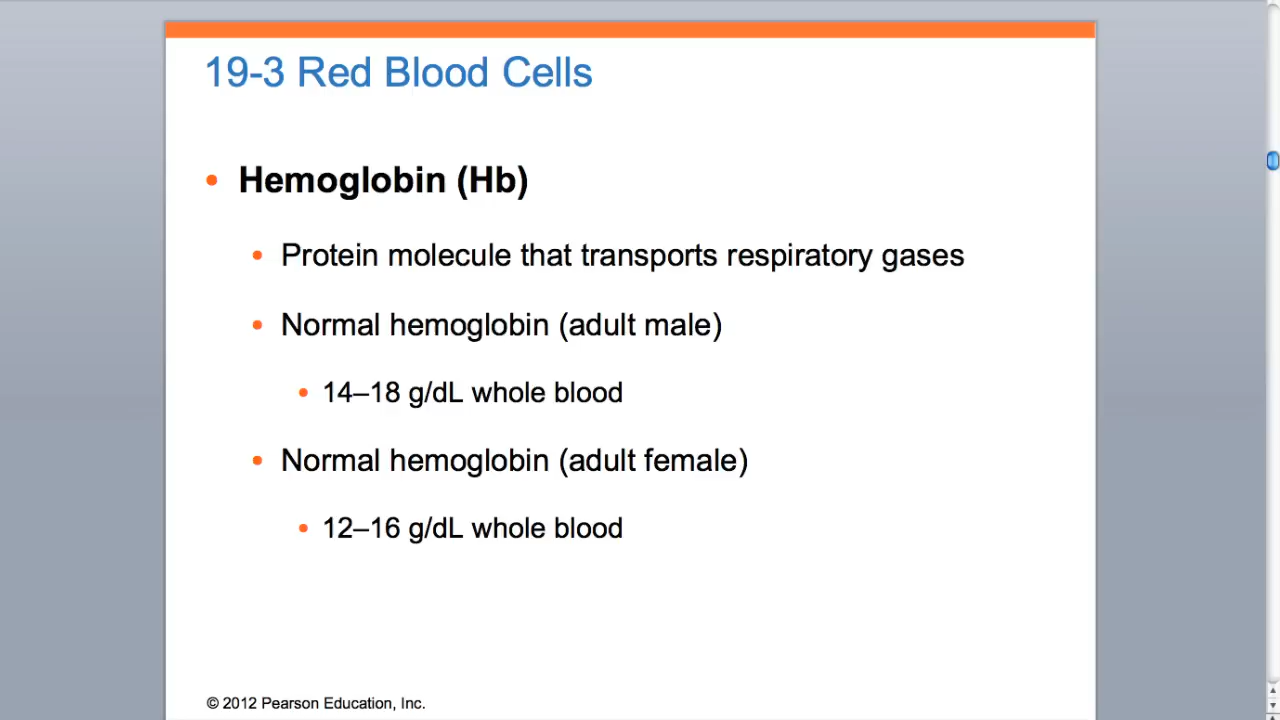 19-3 Red Blood Cells
• Hemoglobin (Hb)
• Protein molecule that transports respiratory gases
• Normal hemoglobin (adult male)
• 14–18 g/dL whole blood
• Normal hemoglobin (adult female)
• 12–16 g/dL whole blood
© 2012 Pearson Education, Inc.